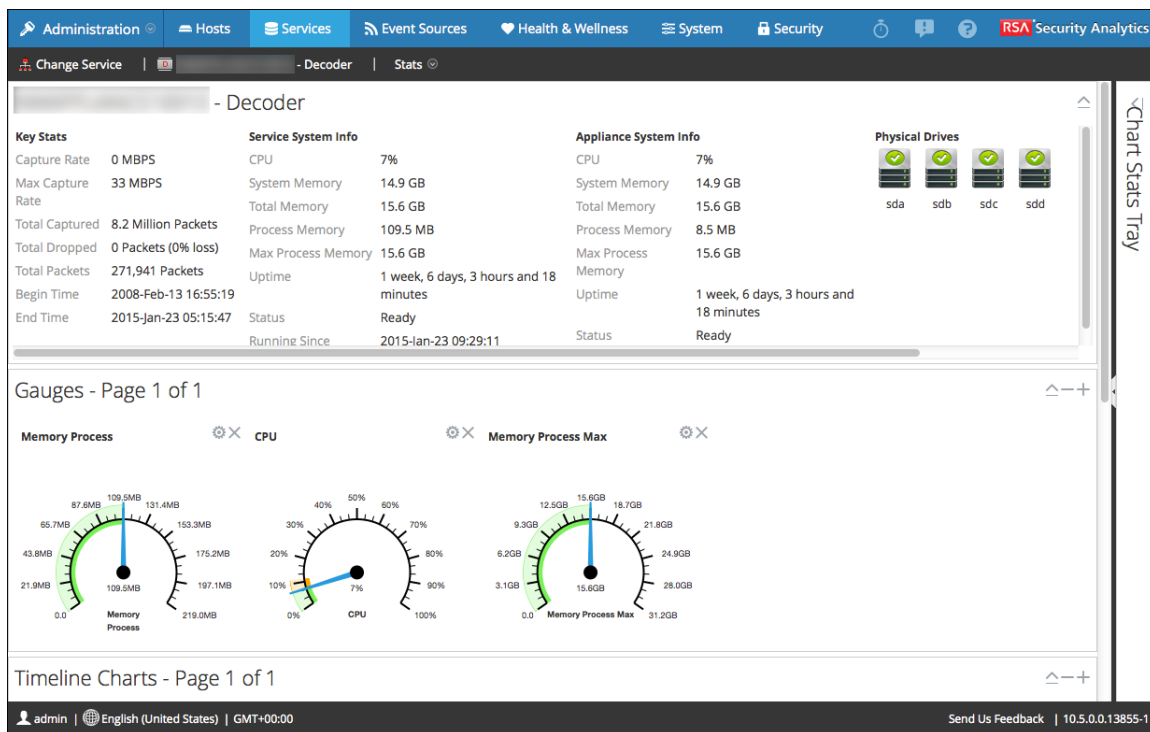 Administration Hosts Services Event Sources Health & Wellness System Security RSA Security Analytics
Change Service | - Decoder | Stats
- Decoder
Key Stats
Capture Rate 0 MBPS
Max Capture Rate 33 MBPS
Total Captured 8.2 Million Packets
Total Dropped 0 Packets (0% loss)
Total Packets 271,941 Packets
Begin Time 2008-Feb-13 16:55:19
End Time 2015-Jan-23 05:15:47
Service System Info
CPU 7%
System Memory 14.9 GB
Total Memory 15.6 GB
Process Memory 109.5 MB
Max Process Memory 15.6 GB
Uptime 1 week, 6 days, 3 hours and 18 minutes
Status Ready
Running Since 2015-Jan-23 09:29:11
Appliance System Info
CPU 7%
System Memory 14.9 GB
Total Memory 15.6 GB
Process Memory 8.5 MB
Max Process Memory 15.6 GB
Uptime 1 week, 6 days, 3 hours and 18 minutes
Status Ready
Physical Drives
sda sdb sdc sdd
Chart Stats Tray
Gauges - Page 1 of 1
Memory Process
0.0 21.9MB 43.8MB 65.7MB 87.6MB 109.5MB 131.4MB 153.3MB 175.2MB 197.1MB 219.0MB
109.5MB
Memory Process
CPU
0% 10% 20% 30% 40% 50% 60% 70% 80% 90% 100%
7%
CPU
Memory Process Max
0.0 3.1GB 6.2GB 9.3GB 12.5GB 15.6GB 18.7GB 21.8GB 24.9GB 28.0GB 31.2GB
15.6GB
Memory Process Max
Timeline Charts - Page 1 of 1
admin | English (United States) | GMT+00:00
Send Us Feedback | 10.5.0.0.13855-1